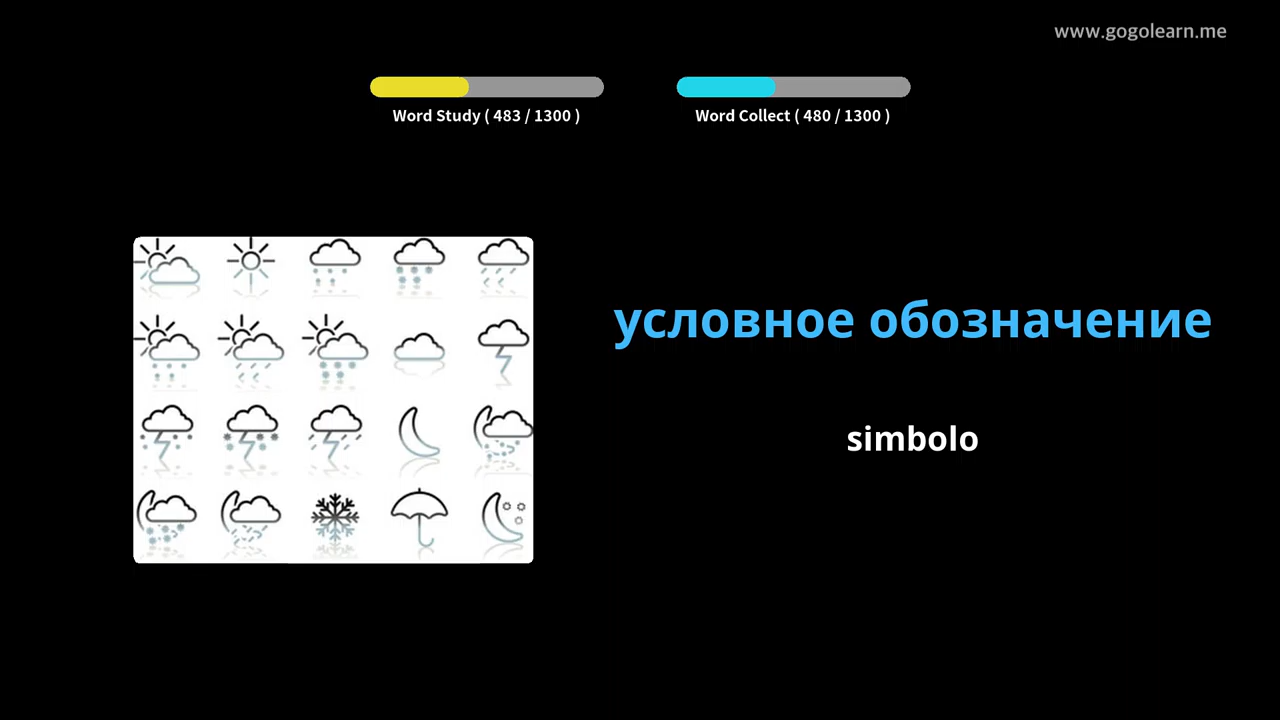 www.gogolearn.me
Word Study ( 483 / 1300 )
Word Collect ( 480 / 1300 )
условное обозначение
simbolo